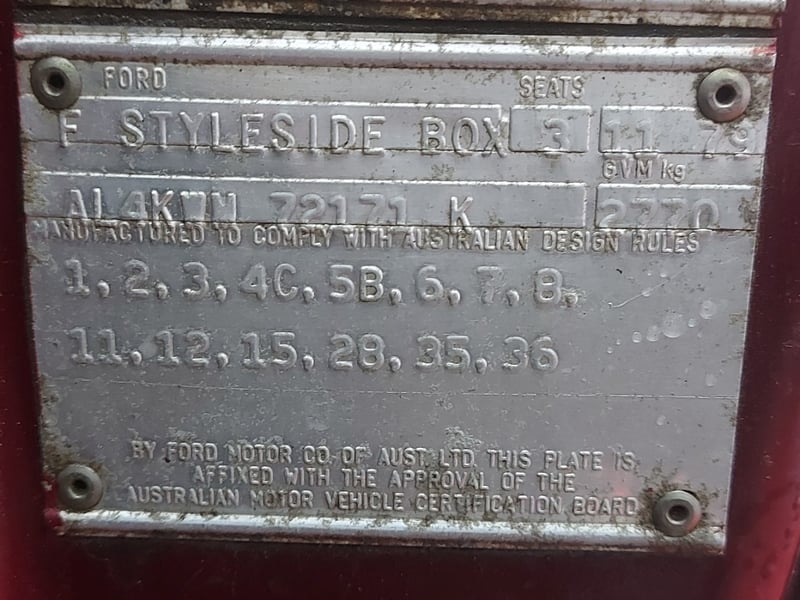 FORD SEATS
F STYLESIDE BOX 3 11 79
GVM kg
AL4KWM 72171 K 2770
MANUFACTURED TO COMPLY WITH AUSTRALIAN DESIGN RULES
1, 2, 3, 4C, 5B, 6, 7, 8,
11, 12, 15, 28, 35, 36
BY FORD MOTOR CO. OF AUST. LTD. THIS PLATE IS
AFFIXED WITH THE APPROVAL OF THE
AUSTRALIAN MOTOR VEHICLE CERTIFICATION BOARD